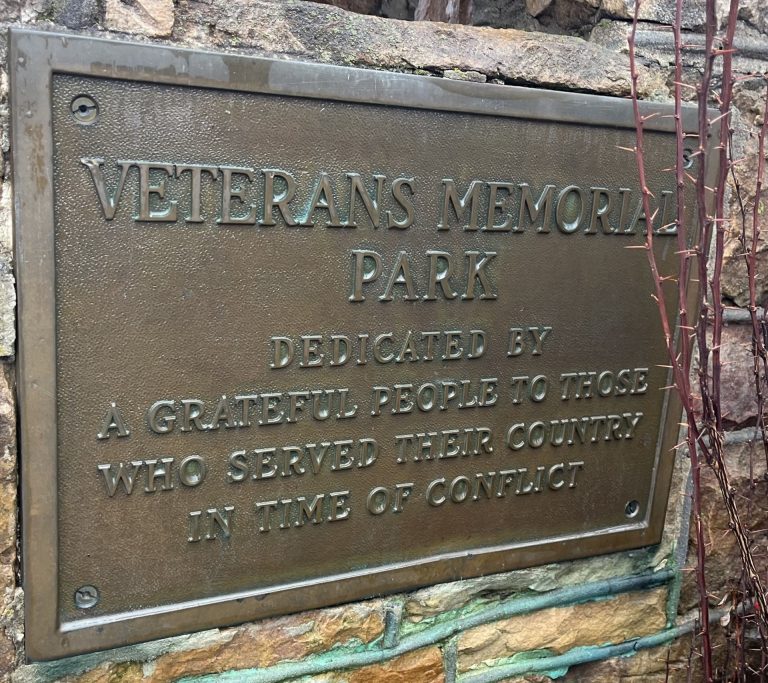 VETERANS MEMORIAL
PARK
DEDICATED BY
A GRATEFUL PEOPLE TO THOSE
WHO SERVED THEIR COUNTRY
IN TIME OF CONFLICT